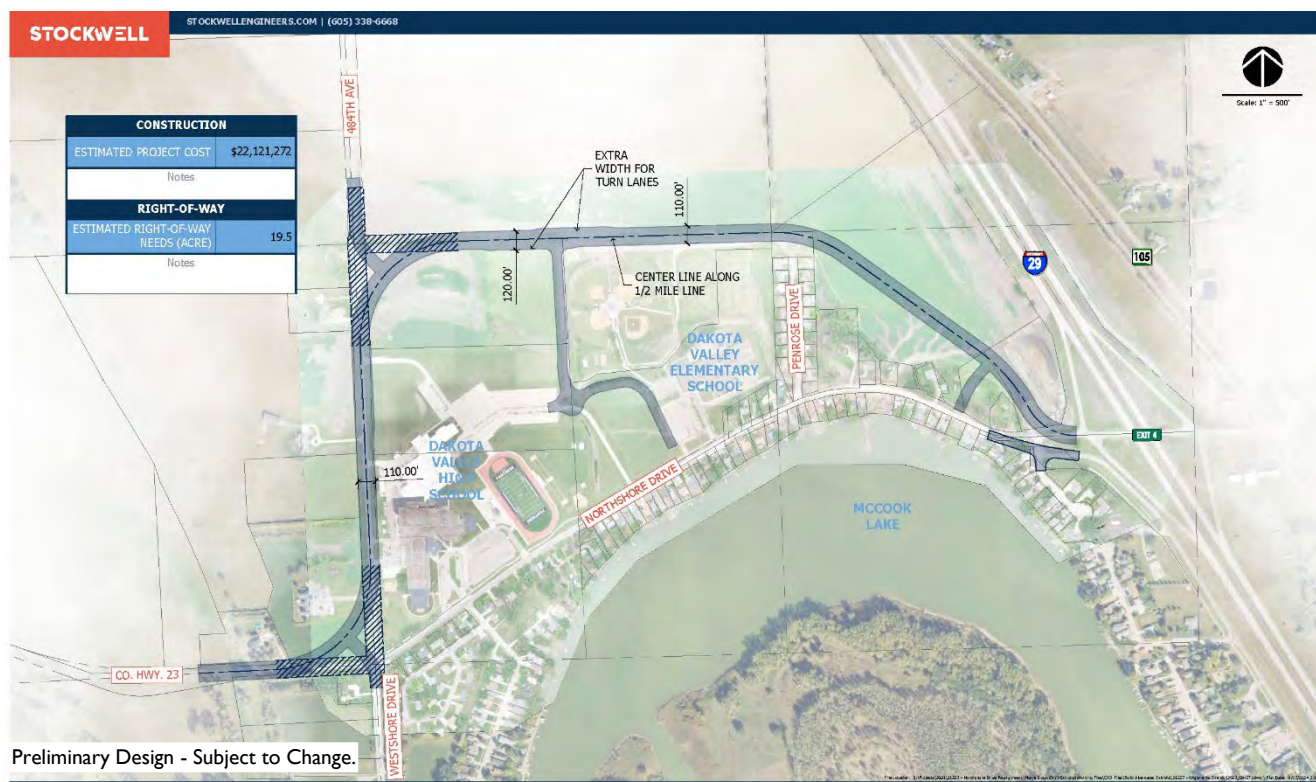 STOCKWELL
STOCKWELLENGINEERS.COM | (605) 338-6668
Scale: 1" = 500'
484TH AVE
CONSTRUCTION
ESTIMATED PROJECT COST $22,121,272
Notes
RIGHT-OF-WAY
ESTIMATED RIGHT-OF-WAY
NEEDS (ACRE) 19.5
Notes
EXTRA
WIDTH FOR
TURN LANES
110.00'
120.00'
CENTER LINE ALONG
1/2 MILE LINE
INTERSTATE
29
105
PENROSE DRIVE
DAKOTA
VALLEY
ELEMENTARY
SCHOOL
EXIT 4
DAKOTA
VALLEY
HIGH
SCHOOL
110.00'
NORTHSHORE DRIVE
MCCOOK
LAKE
CO. HWY. 23
WESTSHORE DRIVE
Preliminary Design - Subject to Change.